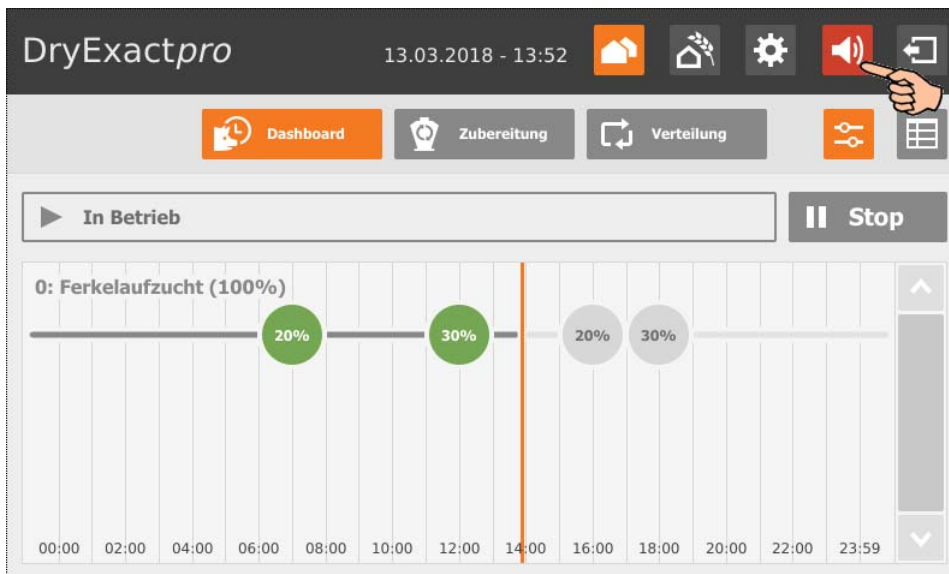 DryExactpro 13.03.2018 - 13:52
Dashboard Zubereitung Verteilung
In Betrieb Stop
0: Ferkelaufzucht (100%)
20% 30% 20% 30%
00:00 02:00 04:00 06:00 08:00 10:00 12:00 14:00 16:00 18:00 20:00 22:00 23:59